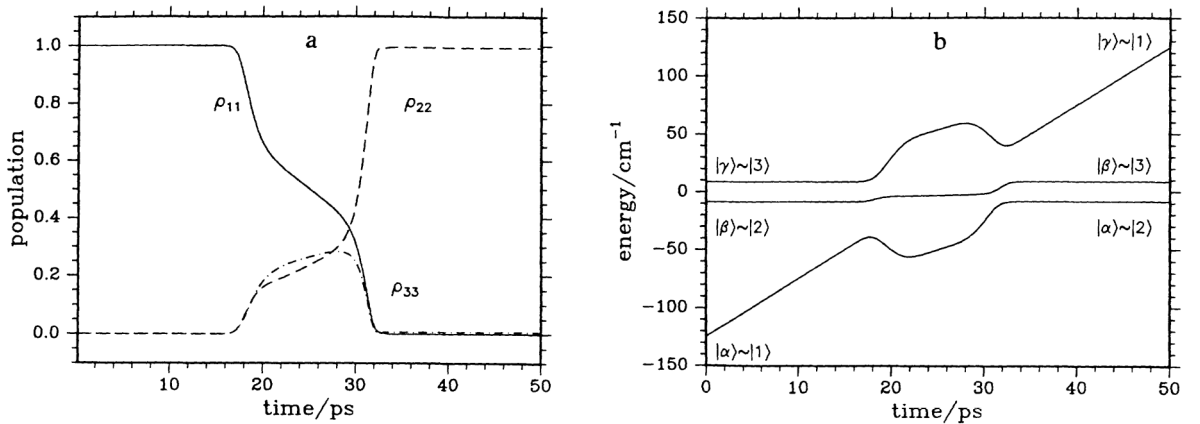 a
1.0
0.8
0.6
0.4
0.2
0.0
population
ρ11
ρ22
ρ33
10
20
30
40
50
time/ps
b
150
100
50
0
−50
−100
−150
energy/cm⁻¹
|γ⟩~|1⟩
|γ⟩~|3⟩
|β⟩~|3⟩
|β⟩~|2⟩
|α⟩~|2⟩
|α⟩~|1⟩
0
10
20
30
40
50
time/ps